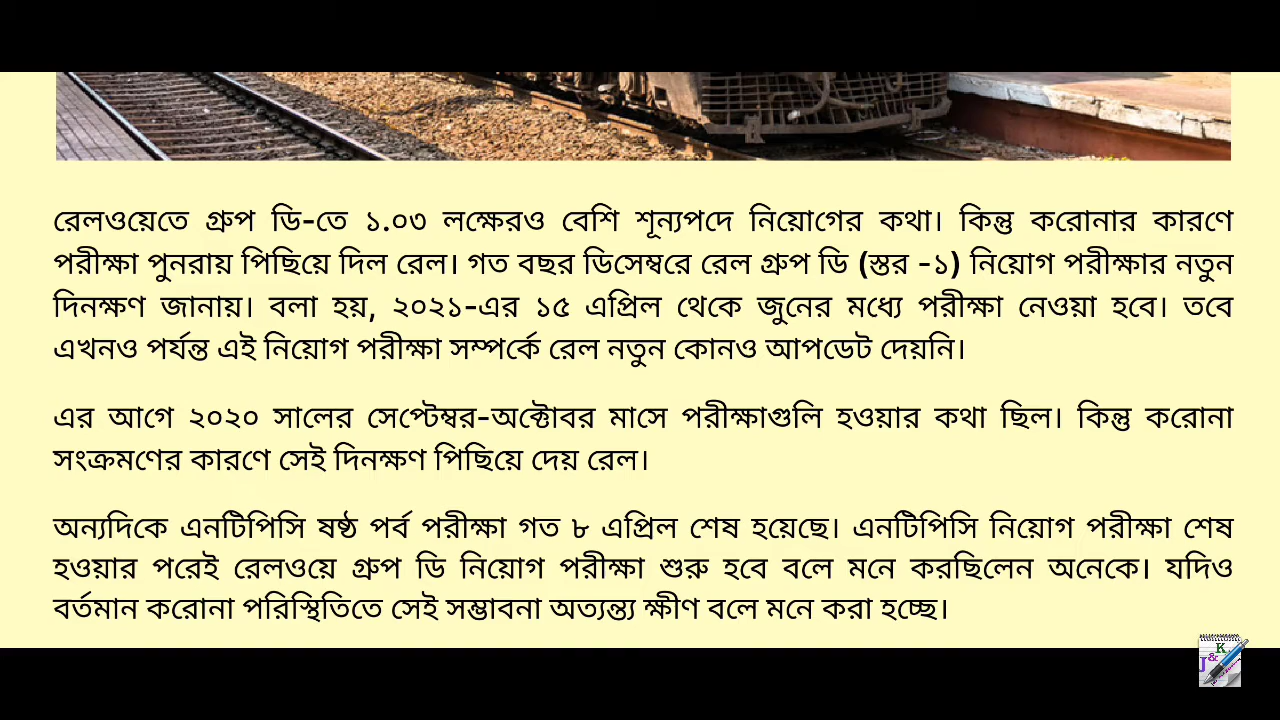 রেলওয়েতে গ্রুপ ডি-তে ১.০৩ লক্ষেরও বেশি শূন্যপদে নিয়োগের কথা। কিন্তু করোনার কারণে
পরীক্ষা পুনরায় পিছিয়ে দিল রেল। গত বছর ডিসেম্বরে রেল গ্রুপ ডি (স্তর -১) নিয়োগ পরীক্ষার নতুন
দিনক্ষণ জানায়। বলা হয়, ২০২১-এর ১৫ এপ্রিল থেকে জুনের মধ্যে পরীক্ষা নেওয়া হবে। তবে
এখনও পর্যন্ত এই নিয়োগ পরীক্ষা সম্পর্কে রেল নতুন কোনও আপডেট দেয়নি।
এর আগে ২০২০ সালের সেপ্টেম্বর-অক্টোবর মাসে পরীক্ষাগুলি হওয়ার কথা ছিল। কিন্তু করোনা
সংক্রমণের কারণে সেই দিনক্ষণ পিছিয়ে দেয় রেল।
অন্যদিকে এনটিপিসি ষষ্ঠ পর্ব পরীক্ষা গত ৮ এপ্রিল শেষ হয়েছে। এনটিপিসি নিয়োগ পরীক্ষা শেষ
হওয়ার পরেই রেলওয়ে গ্রুপ ডি নিয়োগ পরীক্ষা শুরু হবে বলে মনে করছিলেন অনেকে। যদিও
বর্তমান করোনা পরিস্থিতিতে সেই সম্ভাবনা অত্যন্ত্য ক্ষীণ বলে মনে করা হচ্ছে।
J&K